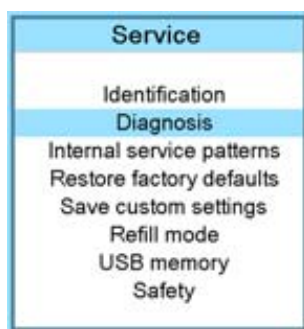 Service
Identification
Diagnosis
Internal service patterns
Restore factory defaults
Save custom settings
Refill mode
USB memory
Safety